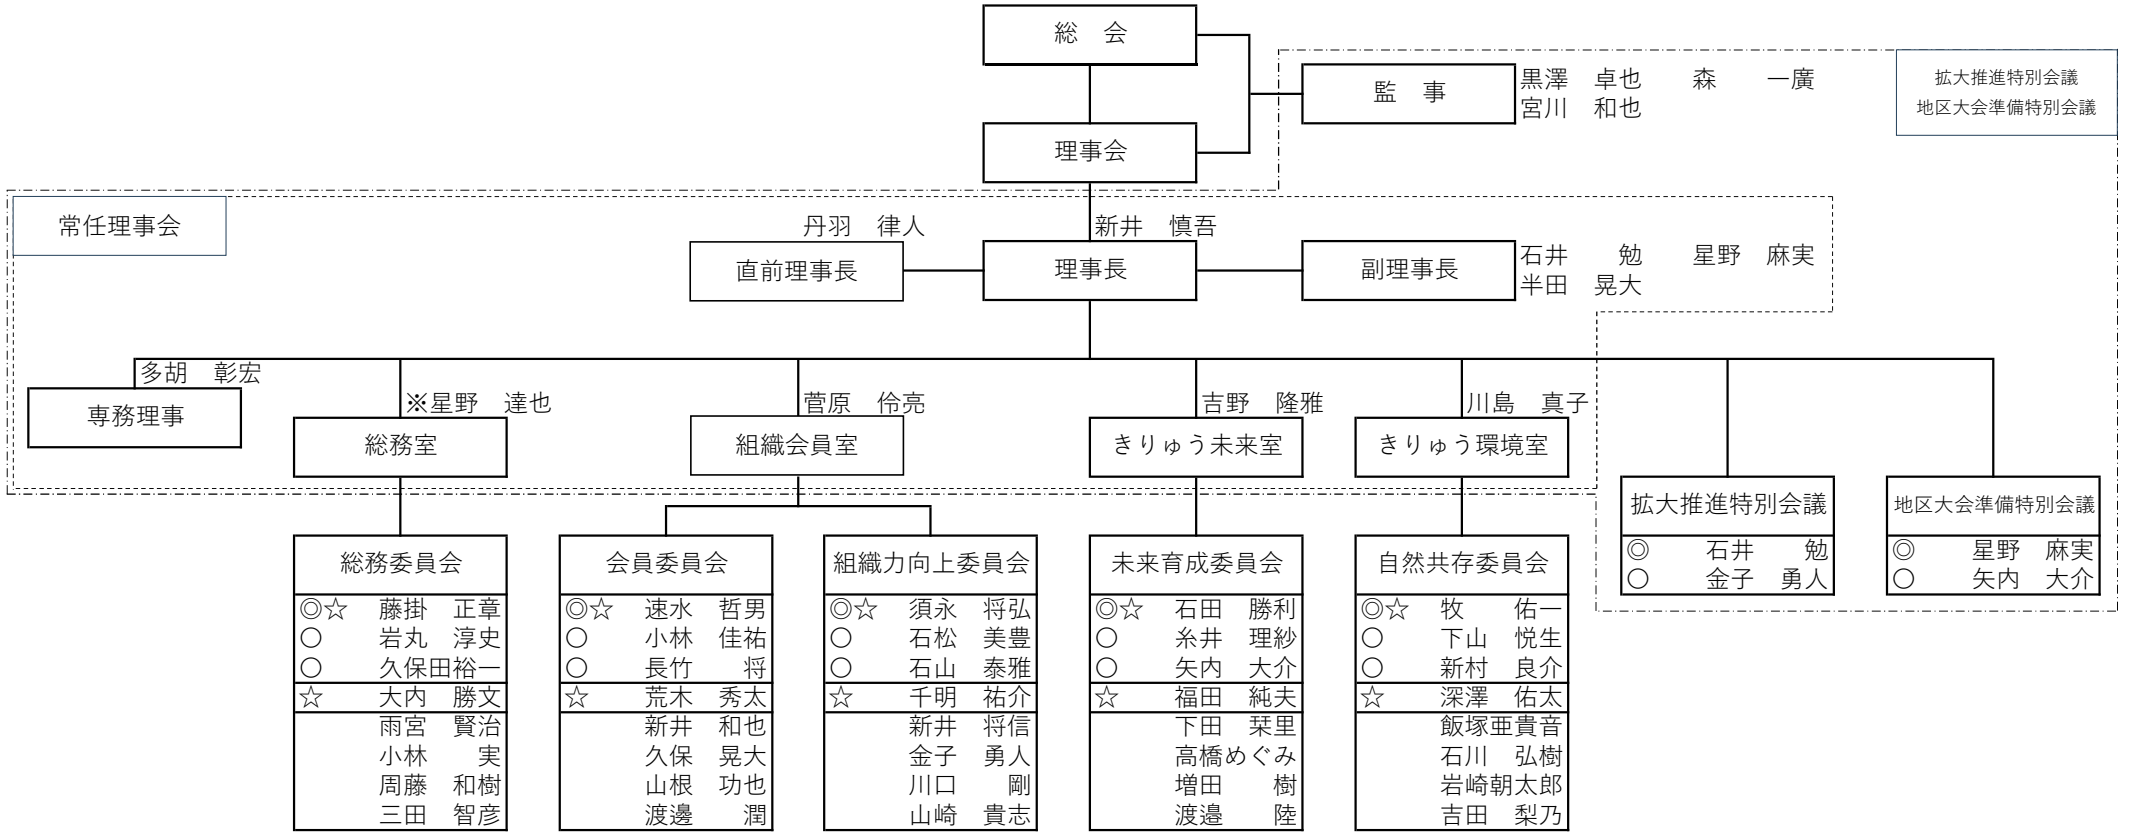 総　会
監　事
黒澤　卓也　　森　　一廣
宮川　和也
拡大推進特別会議
地区大会準備特別会議
理事会
常任理事会
丹羽　律人
直前理事長
新井　慎吾
理事長
副理事長
石井　　勉　　星野　麻実
半田　晃大
多胡　彰宏
専務理事
※星野　達也
総務室
菅原　伶亮
組織会員室
吉野　隆雅
きりゅう未来室
川島　真子
きりゅう環境室
総務委員会
◎☆　藤掛　正章
○　岩丸　淳史
○　久保田裕一
☆　大内　勝文
雨宮　賢治
小林　　実
周藤　和樹
三田　智彦
会員委員会
◎☆　速水　哲男
○　小林　佳祐
○　長竹　　将
☆　荒木　秀太
新井　和也
久保　晃大
山根　功也
渡邊　　潤
組織力向上委員会
◎☆　須永　将弘
○　石松　美豊
○　石山　泰雅
☆　千明　祐介
新井　将信
金子　勇人
川口　　剛
山崎　貴志
未来育成委員会
◎☆　石田　勝利
○　糸井　理紗
○　矢内　大介
☆　福田　純夫
下田　栞里
高橋めぐみ
増田　　樹
渡邉　　陸
自然共存委員会
◎☆　牧　　佑一
○　下山　悦生
○　新村　良介
☆　深澤　佑太
飯塚亜貴音
石川　弘樹
岩崎朝太郎
吉田　梨乃
拡大推進特別会議
◎　石井　　勉
○　金子　勇人
地区大会準備特別会議
◎　星野　麻実
○　矢内　大介